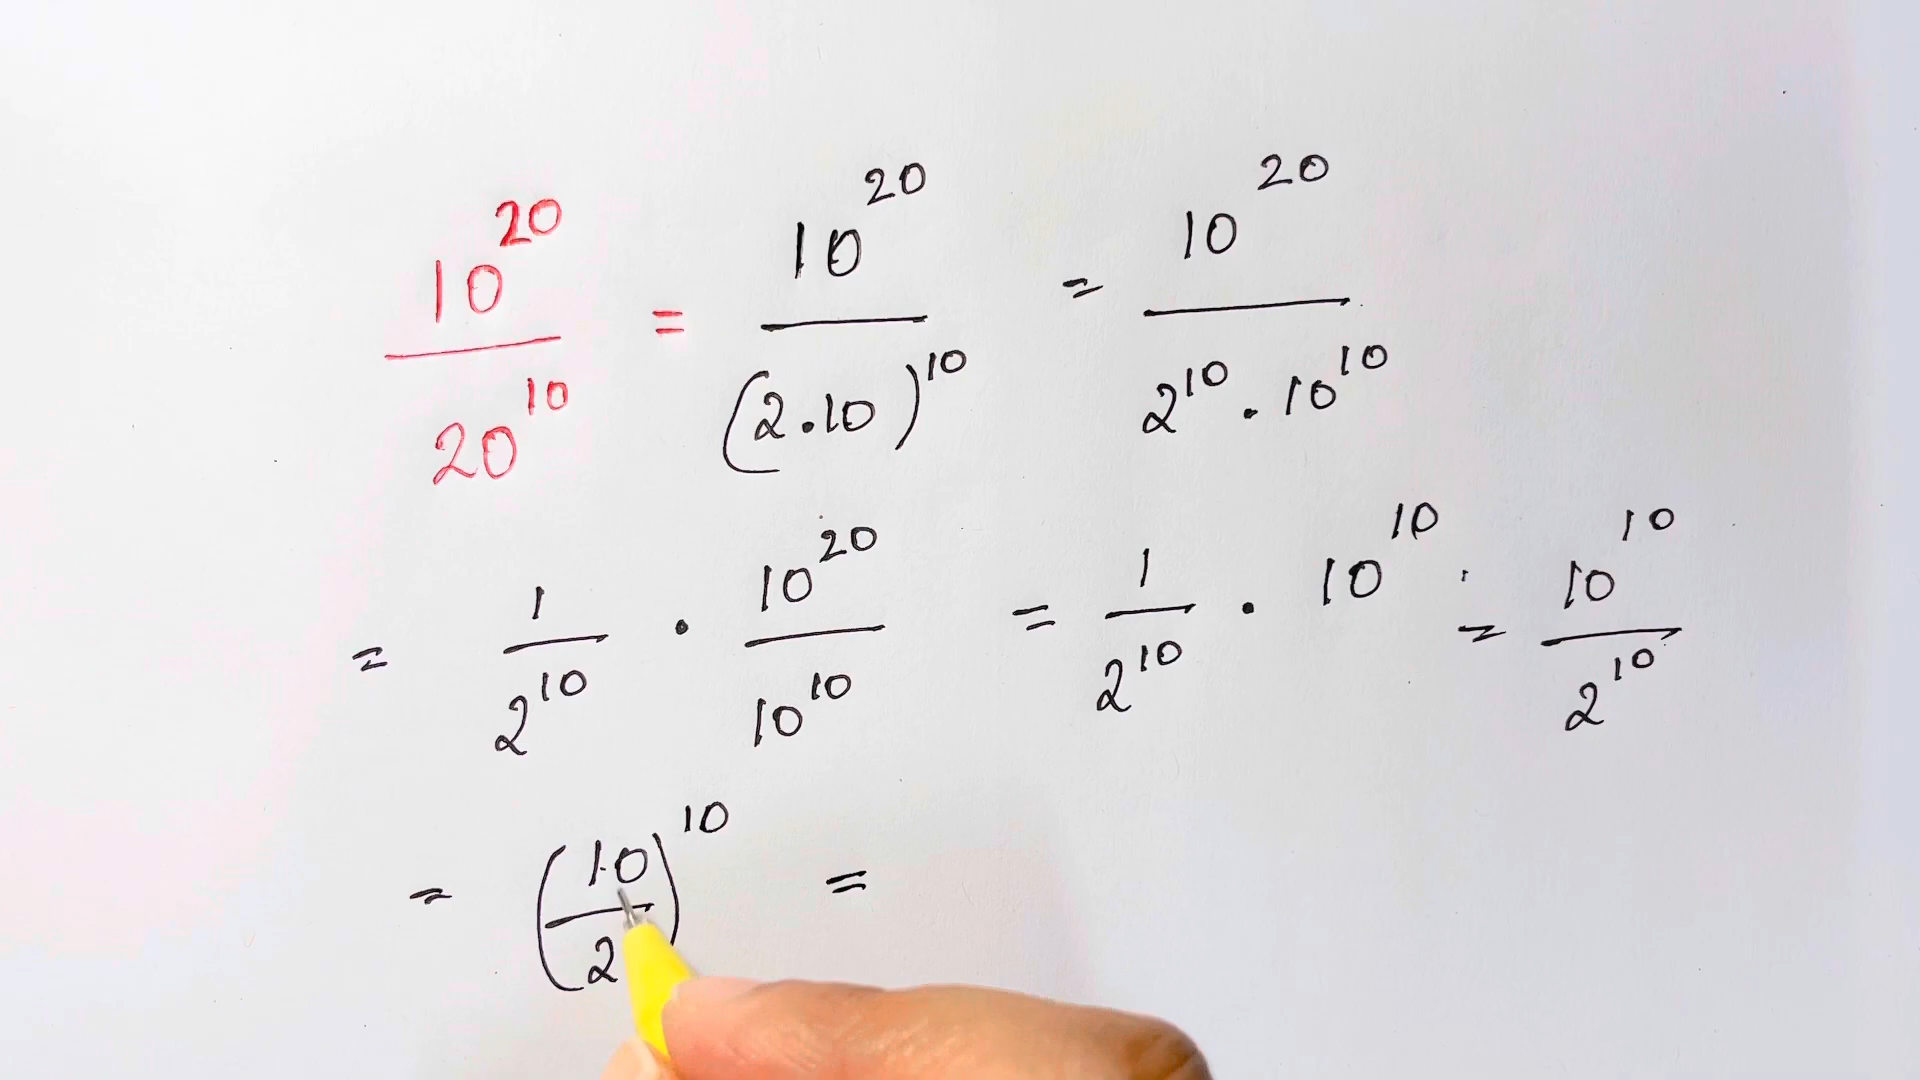 10^20 / 20^10 = 10^20 / (2.10)^10 = 10^20 / 2^10 . 10^10
= 1 / 2^10 . 10^20 / 10^10 = 1 / 2^10 . 10^10 = 10^10 / 2^10
= (10 / 2)^10 =